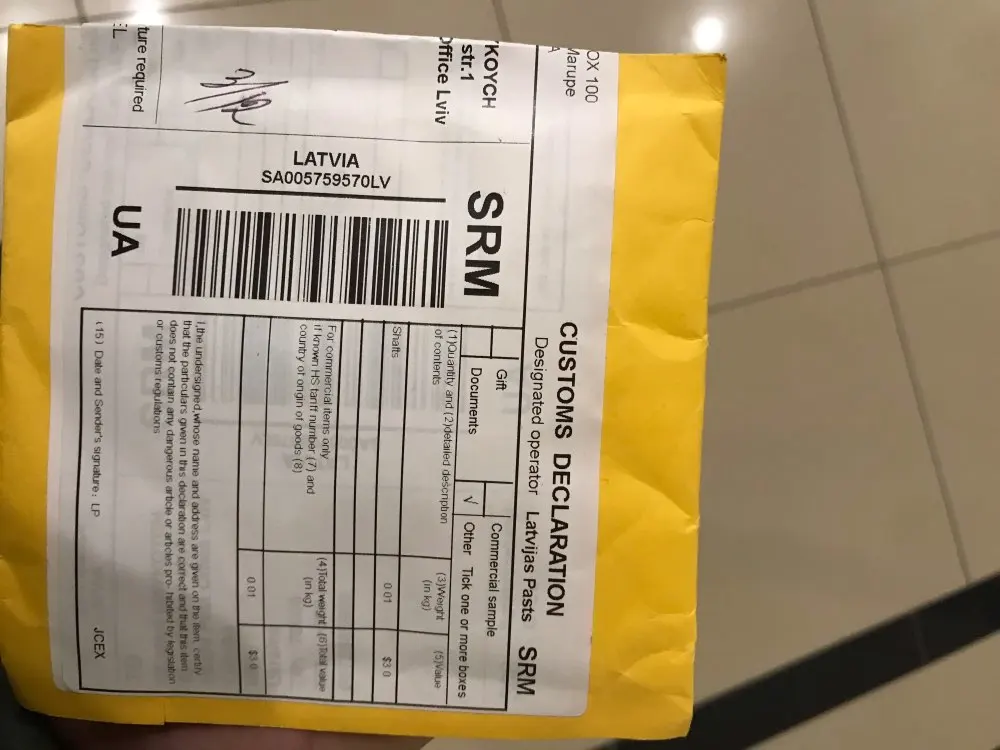 OX 100
Marupe
A
KOYCH
str.1
Office Lviv
ture required
EL
LATVIA
SA005759570LV
UA
SRM
CUSTOMS DECLARATION
Designated operator Latvijas Pasts SRM
Gift
Commercial sample
Documents
√ Other Tick one or more boxes
(1)Quantity and (2)detailed description of contents
(3)Weight (in kg)
(5)Value
Shafts
0.01
$3.0
For commercial items only
if known HS tariff number (7) and
country of origin of goods (8)
(4)Total weight (in kg)
(6)Total value
0.01
$3.0
I,the undersigned,whose name and address are given on the item, certify
that the particulars given in this declaration are correct and that this item
does not contain any dangerous article or articles pre- hibited by legislation
or customs regulations
(15) Date and Sender's signature: LP
JCEX